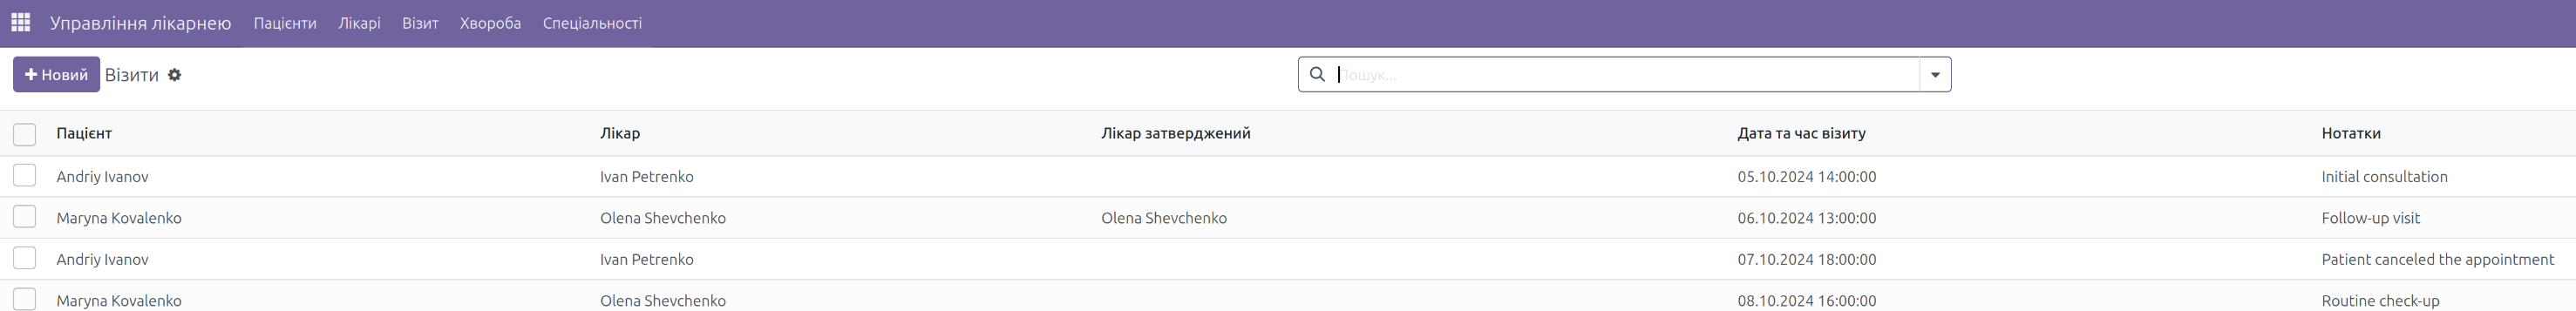 Управління лікарнею Пацієнти Лікарі Візит Хвороба Спеціальності
+ Новий Візити Пошук...
Пацієнт Лікар Лікар затверджений Дата та час візиту Нотатки
Andriy Ivanov Ivan Petrenko 05.10.2024 14:00:00 Initial consultation
Maryna Kovalenko Olena Shevchenko Olena Shevchenko 06.10.2024 13:00:00 Follow-up visit
Andriy Ivanov Ivan Petrenko 07.10.2024 18:00:00 Patient canceled the appointment
Maryna Kovalenko Olena Shevchenko 08.10.2024 16:00:00 Routine check-up